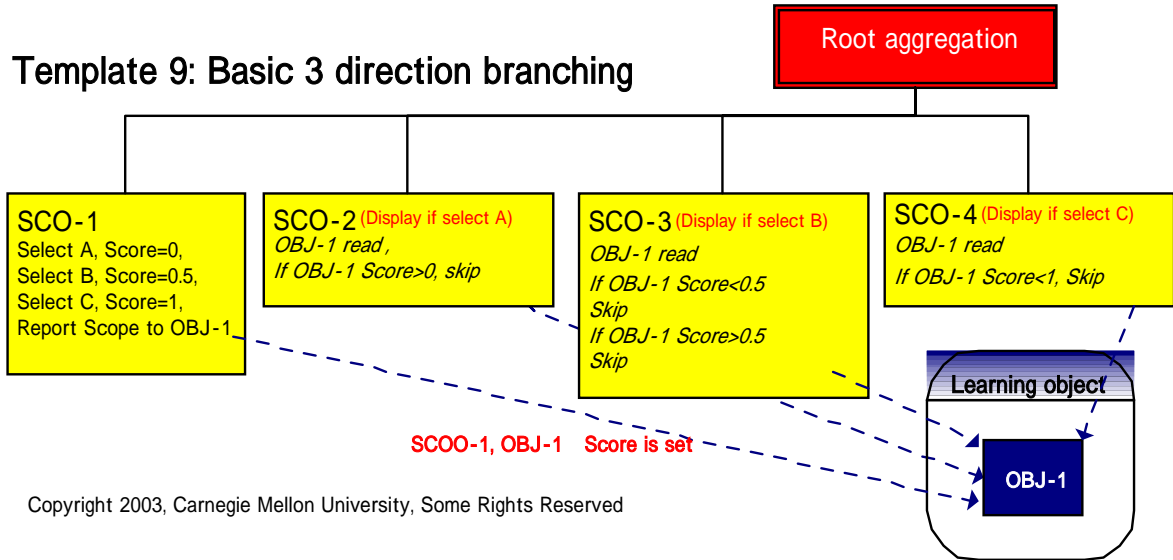 Root aggregation
Template 9: Basic 3 direction branching
SCO-1
Select A, Score=0,
Select B, Score=0.5,
Select C, Score=1,
Report Scope to OBJ-1
SCO-2 (Display if select A)
OBJ-1 read ,
If OBJ-1 Score>0, skip
SCO-3 (Display if select B)
OBJ-1 read
If OBJ-1 Score<0.5
Skip
If OBJ-1 Score>0.5
Skip
SCO-4 (Display if select C)
OBJ-1 read
If OBJ-1 Score<1, Skip
Learning object
OBJ-1
SCOO-1, OBJ-1 Score is set
Copyright 2003, Carnegie Mellon University, Some Rights Reserved